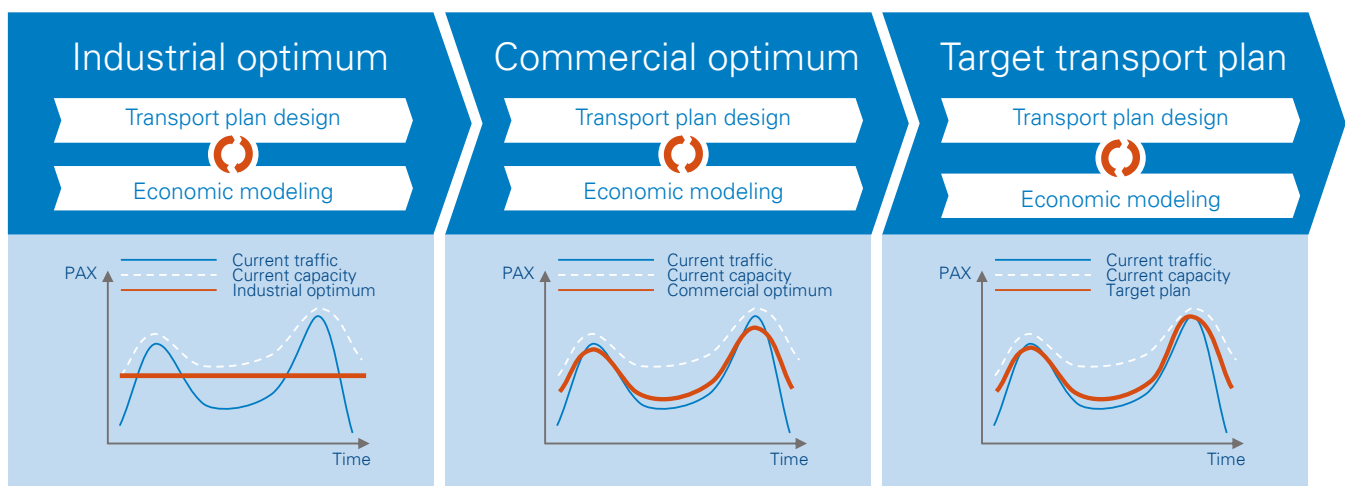 Industrial optimum
Transport plan design
Economic modeling
PAX
Current traffic
Current capacity
Industrial optimum
Time
Commercial optimum
Transport plan design
Economic modeling
PAX
Current traffic
Current capacity
Commercial optimum
Time
Target transport plan
Transport plan design
Economic modeling
PAX
Current traffic
Current capacity
Target plan
Time